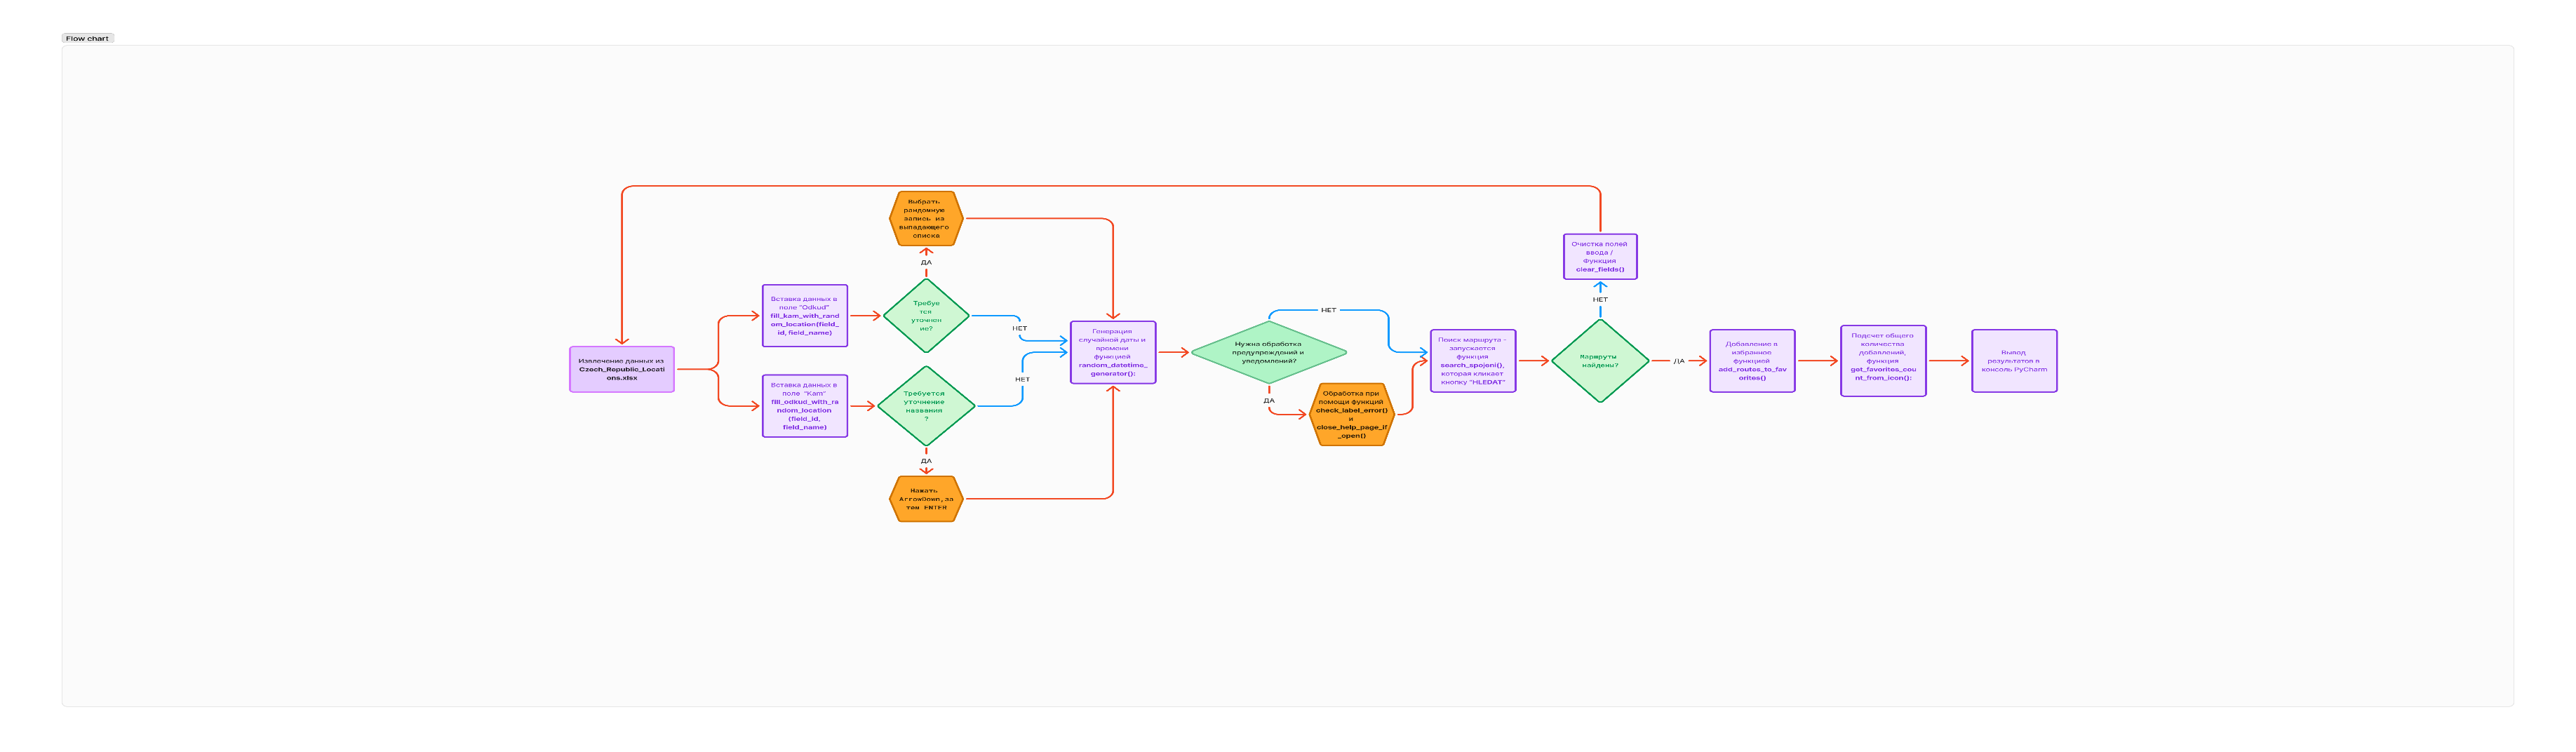 Flow chart
Извлечение данных из
Czech_Republic_Locati
ons.xlsx
Вставка данных в
поле "Odkud"
fill_kam_with_rand
om_location(field_
id, field_name)
Вставка данных в
поле "Kam"
fill_odkud_with_ra
ndom_location
(field_id,
field_name)
Выбрать
рандомную
запись из
выпадающего
списка
ДА
Требуе
тся
уточнен
ие?
НЕТ
Требуется
уточнение
названия
?
НЕТ
ДА
Нажать
ArrowDown,за
тем ENTER
Генерация
случайной даты и
времени
функцией
random_datetime_
generator():
Нужна обработка
предупреждений и
уведомлений?
НЕТ
ДА
Обработка при
помощи функций
check_label_error()
и
close_help_page_if
_open()
Поиск маршрута -
запускается
функция
search_spojeni(),
которая кликает
кнопку "HLEDAT"
Маршруты
найдены?
НЕТ
Очистка полей
ввода /
Функция
clear_fields()
ДА
Добавление в
избранное
функцией
add_routes_to_fav
orites()
Подсчет общего
количества
добавлений,
функция
get_favorites_cou
nt_from_icon():
Вывод
результатов в
консоль PyCharm